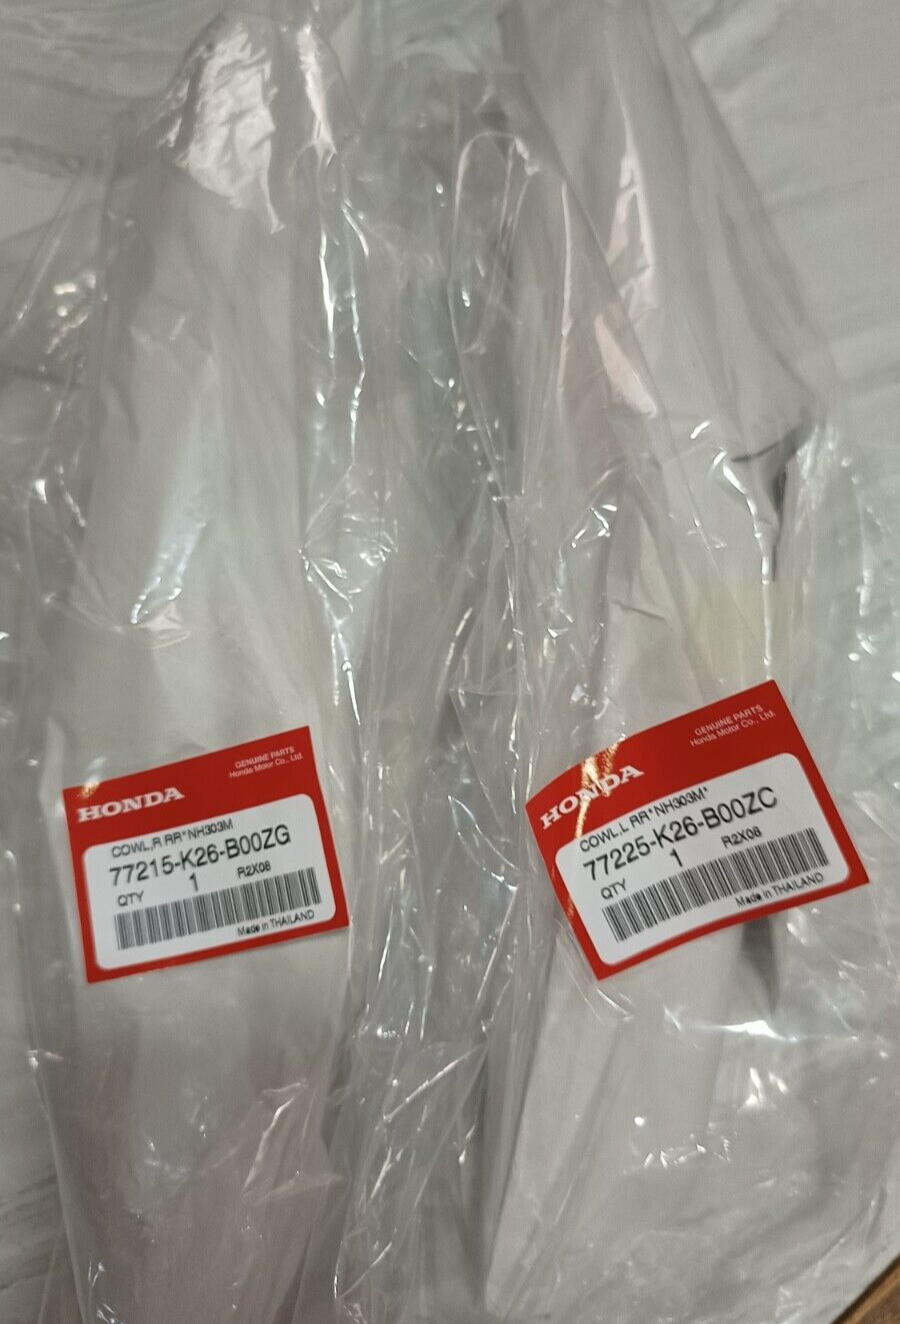 GENUINE PARTS
Honda Motor Co., Ltd.
HONDA
COWL,R RR*NH303M
77215-K26-B00ZG
QTY 1 R2X08
Made in THAILAND
GENUINE PARTS
Honda Motor Co., Ltd.
HONDA
COWL,L RR*NH303M*
77225-K26-B00ZC
QTY 1 R2X08
Made in THAILAND